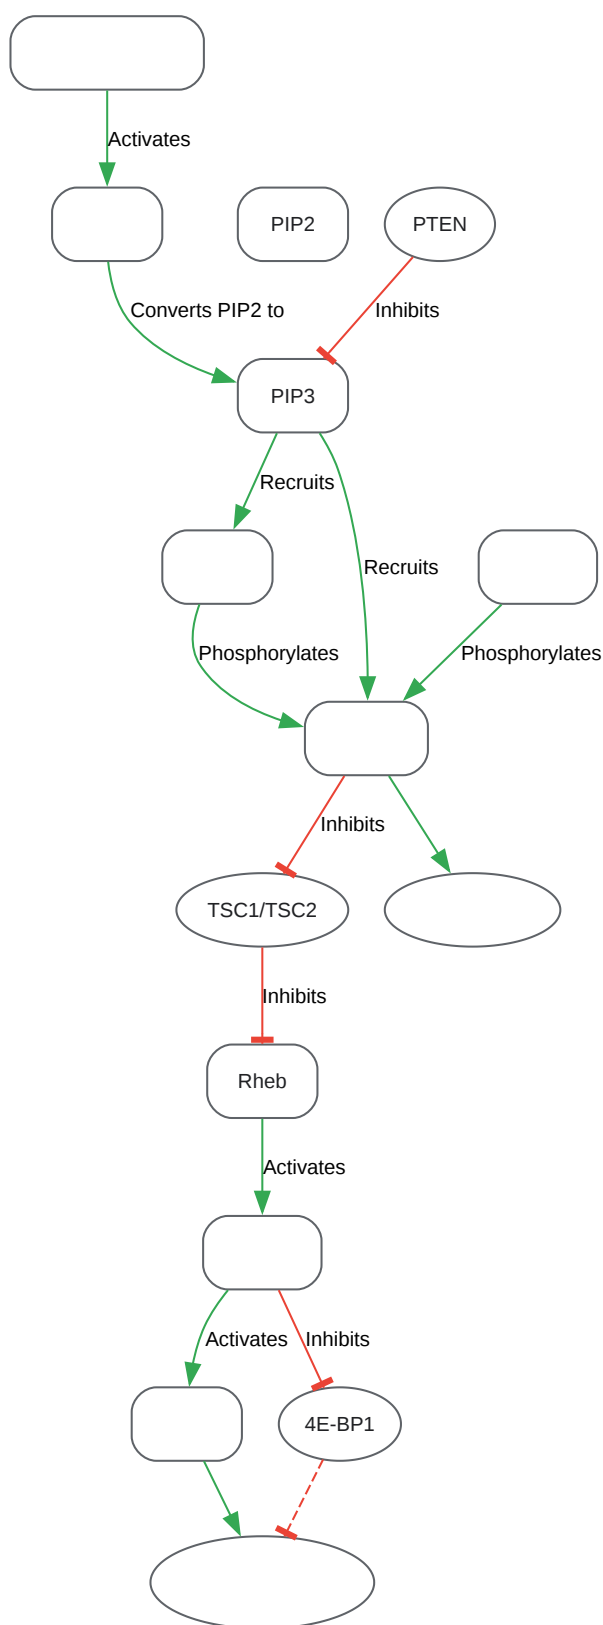 Activates
PIP2
PTEN
Converts PIP2 to
Inhibits
PIP3
Recruits
Recruits
Phosphorylates
Phosphorylates
Inhibits
TSC1/TSC2
Inhibits
Rheb
Activates
Activates
Inhibits
4E-BP1